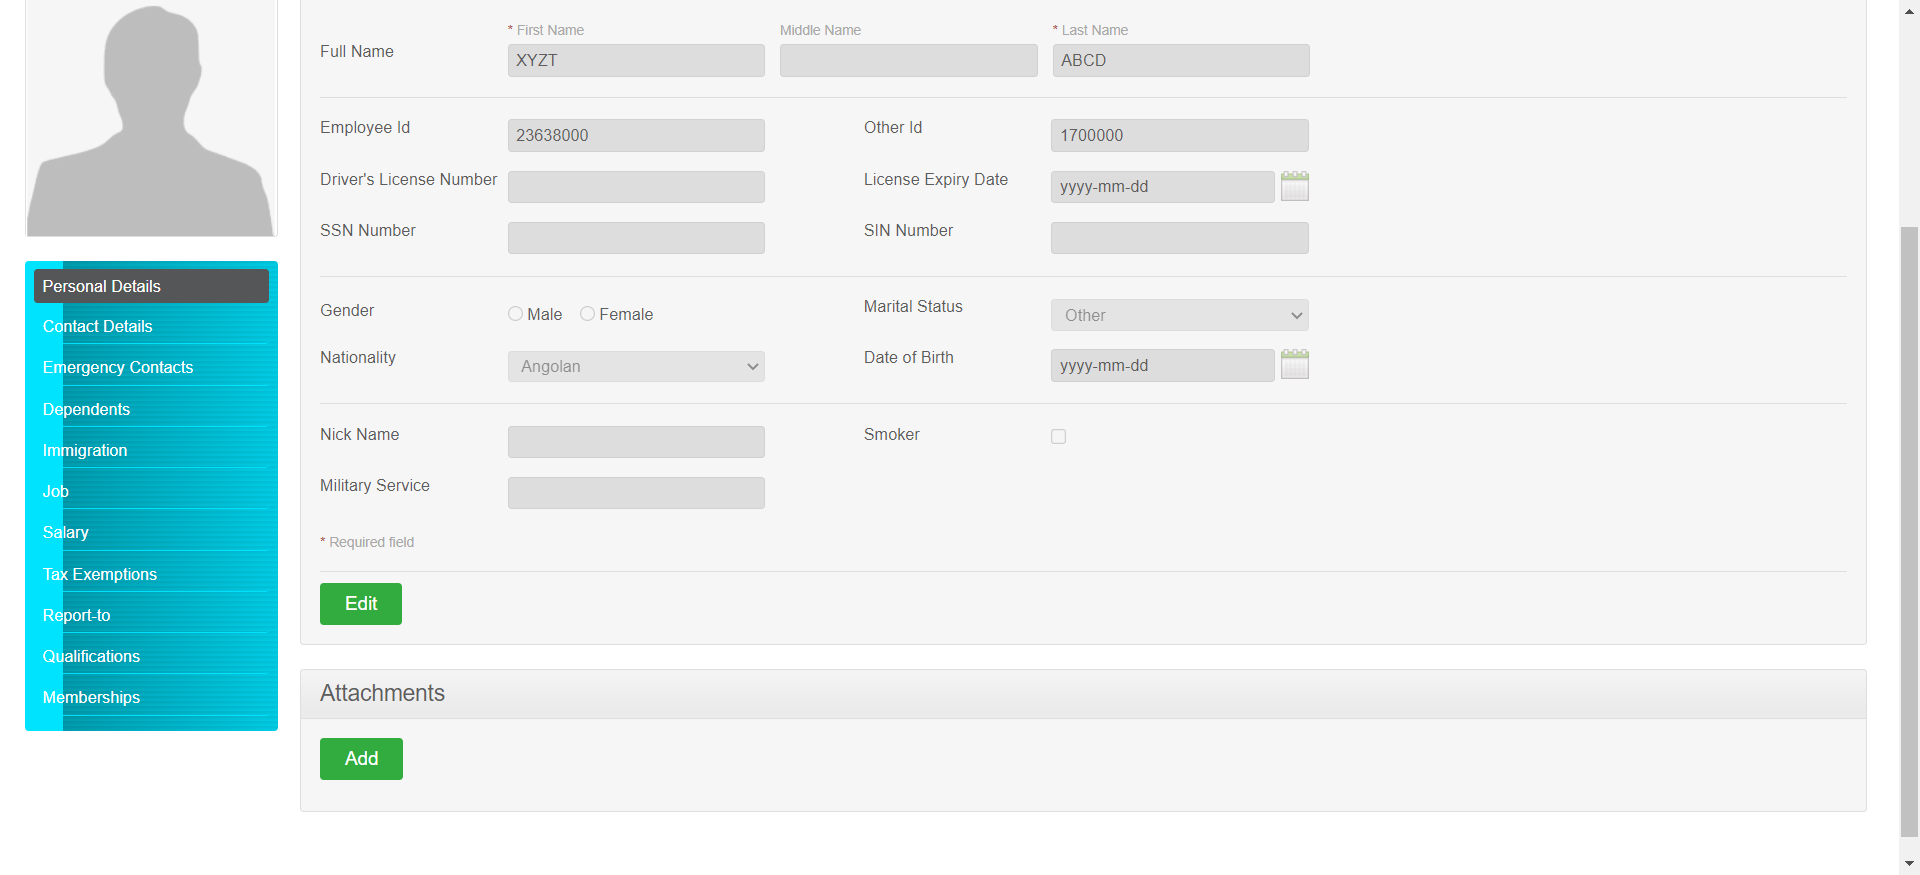 * First Name Middle Name * Last Name
Full Name XYZT ABCD
Employee Id 23638000 Other Id 1700000
Driver's License Number License Expiry Date yyyy-mm-dd
SSN Number SIN Number
Gender Male Female Marital Status Other
Nationality Angolan Date of Birth yyyy-mm-dd
Nick Name Smoker
Military Service
* Required field
Edit
Attachments
Add
Personal Details
Contact Details
Emergency Contacts
Dependents
Immigration
Job
Salary
Tax Exemptions
Report-to
Qualifications
Memberships